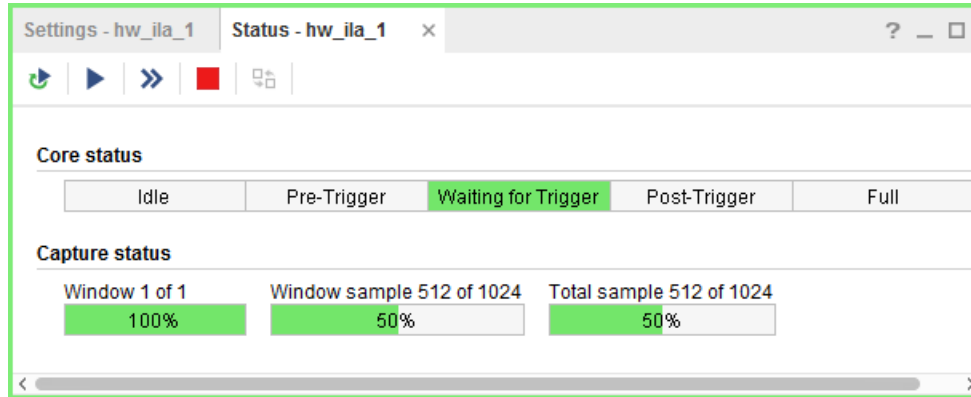 Settings - hw_ila_1 Status - hw_ila_1 × ?
Core status
Idle Pre-Trigger Waiting for Trigger Post-Trigger Full
Capture status
Window 1 of 1 Window sample 512 of 1024 Total sample 512 of 1024
100% 50% 50%